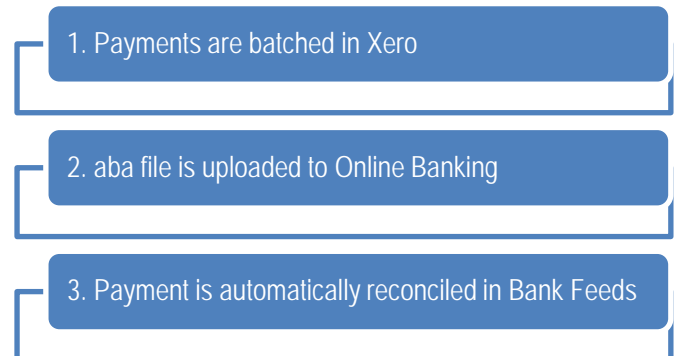 1. Payments are batched in Xero
2. aba file is uploaded to Online Banking
3. Payment is automatically reconciled in Bank Feeds